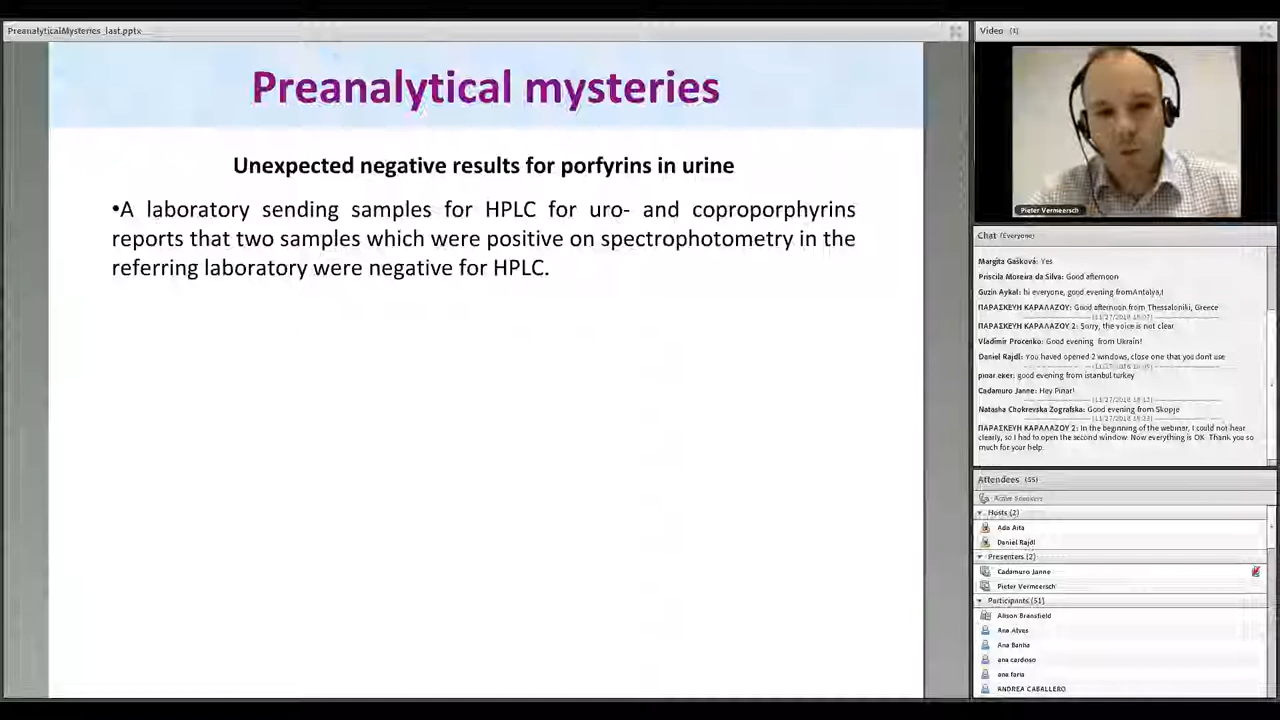 PreanalyticalMysteries_last.pptx
Preanalytical mysteries
Unexpected negative results for porfyrins in urine
•A laboratory sending samples for HPLC for uro- and coproporphyrins
reports that two samples which were positive on spectrophotometry in the
referring laboratory were negative for HPLC.
Video (1)
Pieter Vermeersch
Chat (Everyone)
Margita Gašková: Yes
Priscila Moreira da Silva: Good afternoon
Guzin Aykal: hi everyone, good evening fromAntalya,!
ΠΑΡΑΣΚΕΥΗ ΚΑΡΑΛΑΖΟΥ: Good afternoon from Thessaloniki, Greece
ΠΑΡΑΣΚΕΥΗ ΚΑΡΑΛΑΖΟΥ 2: Sorry, the voice is not clear
Vladimir Procenko: Good evening from Ukrain!
Daniel Rajdl: You haved opened 2 windows, close one that you dont use
pinar eker: good evening from istanbul turkey
Cadamuro Janne: Hey Pinar!
Natasha Chokrevska Zografska: Good evening from Skopje
ΠΑΡΑΣΚΕΥΗ ΚΑΡΑΛΑΖΟΥ 2: In the beginning of the webinar, I could not hear
clearly, so I had to open the second window. Now everything is OK. Thank you so
much for your help.
Attendees (55)
Active Speakers
Hosts (2)
Ada Aita
Daniel Rajdl
Presenters (2)
Cadamuro Janne
Pieter Vermeersch
Participants (51)
Alison Bransfield
Ana Alves
Ana Banha
ana cardoso
ana faria
ANDREA CABALLERO